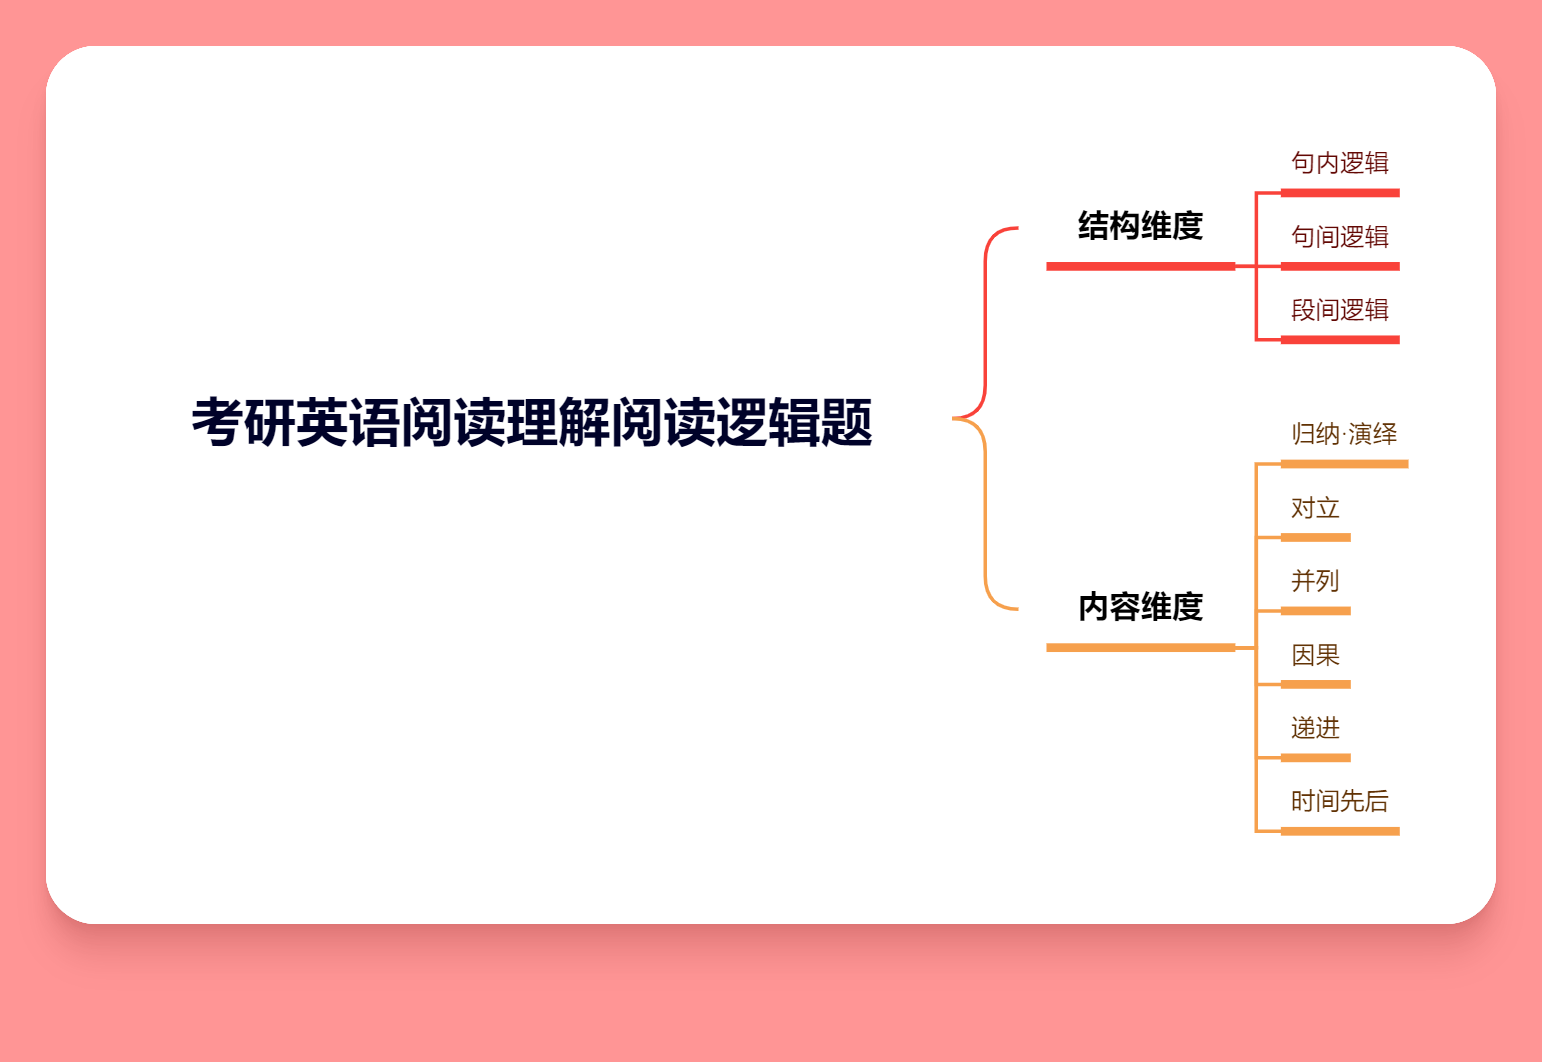 考研英语阅读理解阅读逻辑题
结构维度
句内逻辑
句间逻辑
段间逻辑
内容维度
归纳·演绎
对立
并列
因果
递进
时间先后